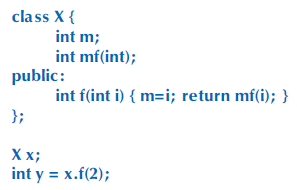 class X {
int m;
int mf(int);
public:
int f(int i) { m=i; return mf(i); }
};
X x;
int y = x.f(2);